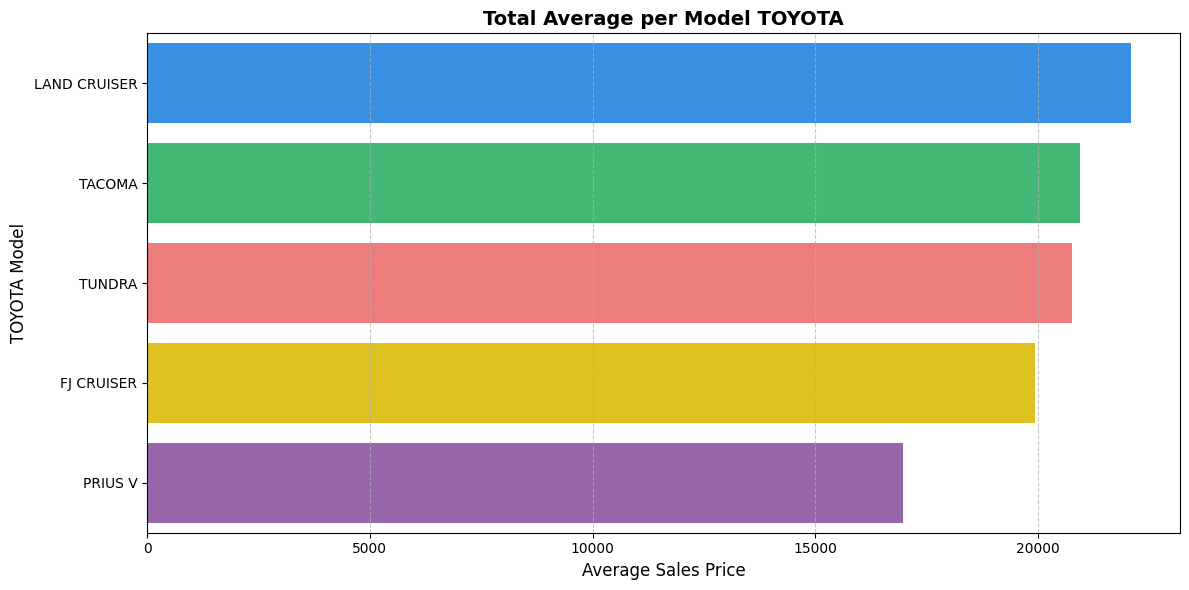 Total Average per Model TOYOTA
TOYOTA Model
LAND CRUISER
TACOMA
TUNDRA
FJ CRUISER
PRIUS V
0 5000 10000 15000 20000
Average Sales Price